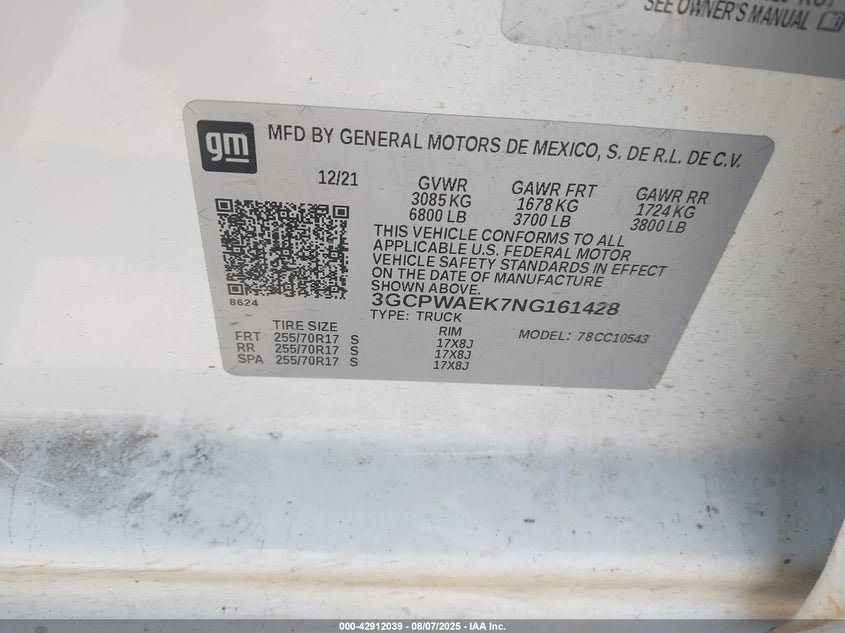 SEE OWNER'S MANUAL
gm
MFD BY GENERAL MOTORS DE MEXICO, S. DE R.L. DE C.V.
12/21 GVWR GAWR FRT GAWR RR
3085 KG 1678 KG 1724 KG
6800 LB 3700 LB 3800 LB
THIS VEHICLE CONFORMS TO ALL
APPLICABLE U.S. FEDERAL MOTOR
VEHICLE SAFETY STANDARDS IN EFFECT
ON THE DATE OF MANUFACTURE
SHOWN ABOVE.
8624
3GCPWAEK7NG161428
TYPE: TRUCK
TIRE SIZE RIM MODEL: 78CC10543
FRT 255/70R17 S 17X8J
RR 255/70R17 S 17X8J
SPA 255/70R17 S 17X8J
000-42912039 - 08/07/2025 - IAA Inc.